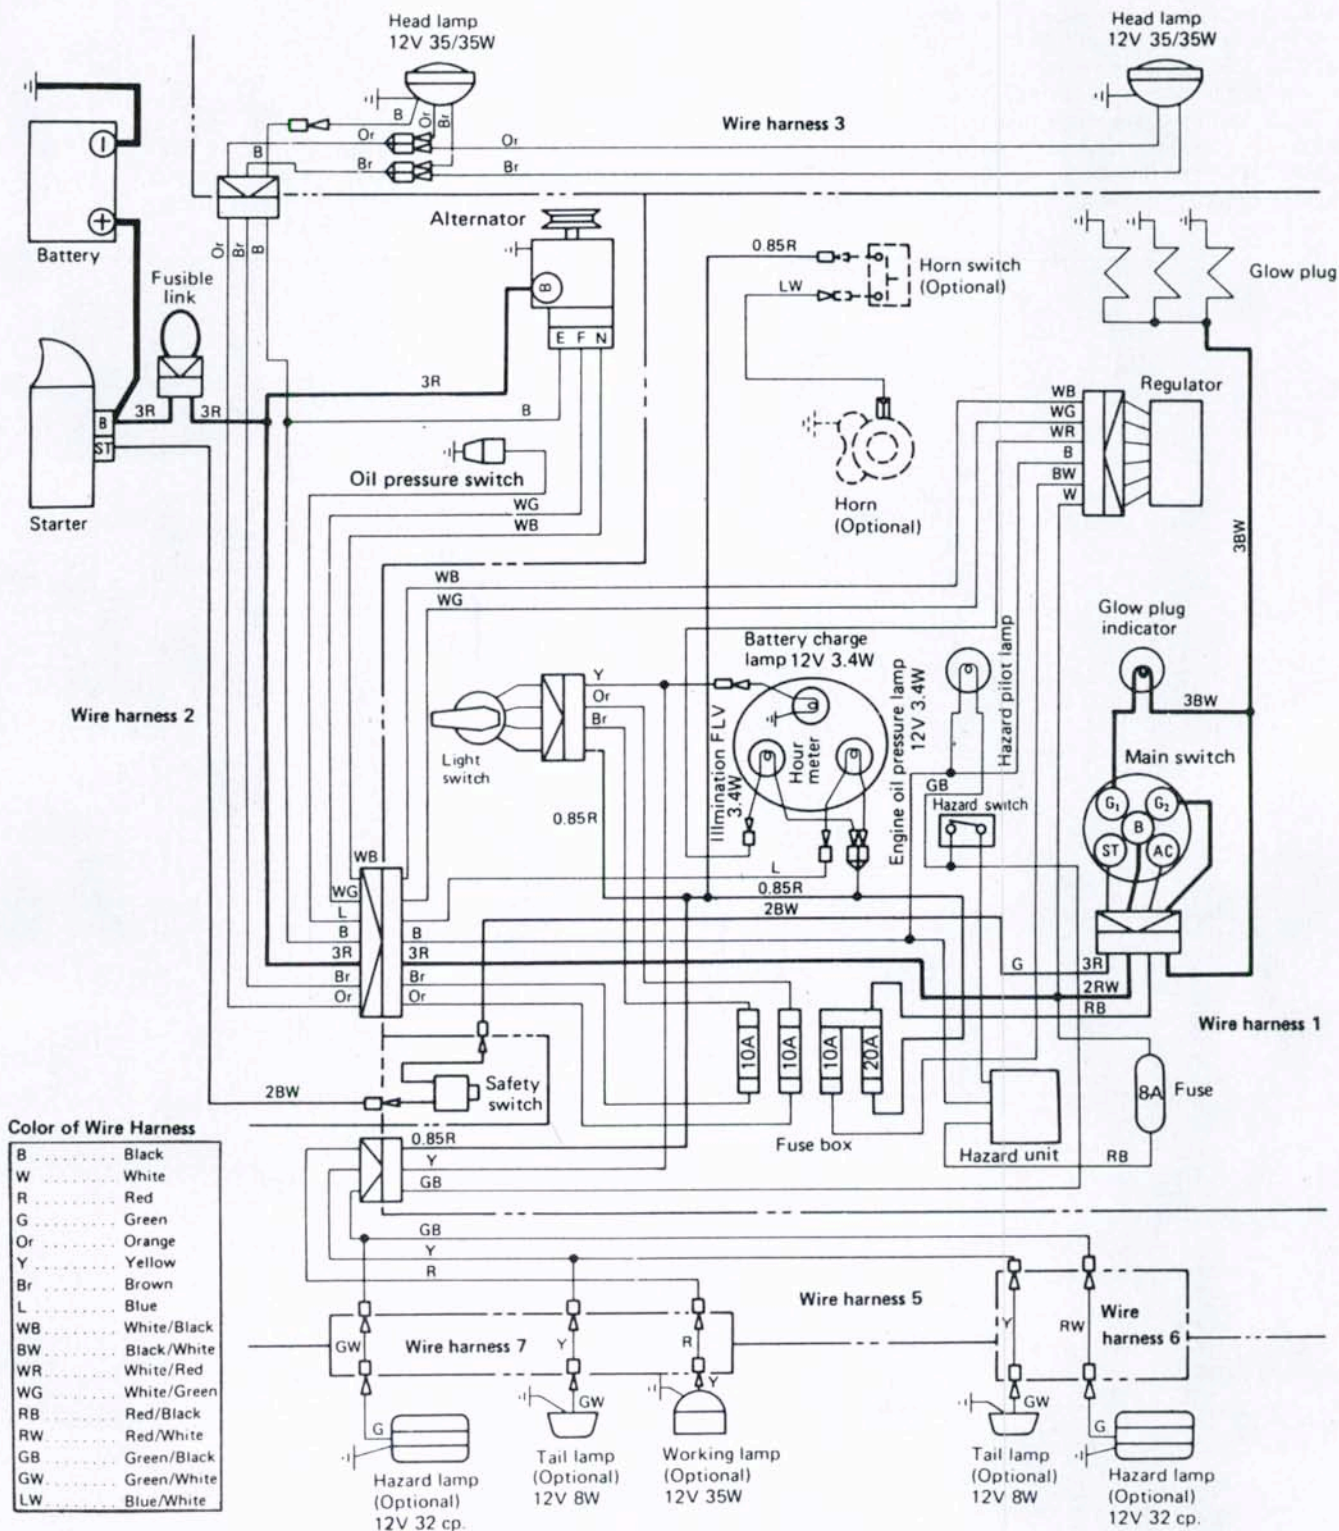 Head lamp
12V 35/35W
Head lamp
12V 35/35W
B
Or
Br
Or
Br
B
Or
Br
Wire harness 3
Battery
Or
Br
B
Alternator
B
E F N
0.85R
LW
Horn switch
(Optional)
Glow plug
Fusible
link
3R
3R
B
ST
Starter
3R
B
Oil pressure switch
WG
WB
Horn
(Optional)
WB
WG
WR
B
BW
W
Regulator
3BW
WB
WG
Wire harness 2
Light
switch
Y
Or
Br
0.85R
Battery charge
lamp 12V 3.4W
Illmination FLV
3.4W
Hour
meter
Engine oil pressure lamp
12V 3.4W
Hazard pilot lamp
GB
Hazard switch
Glow plug
indicator
3BW
Main switch
G1
G2
B
ST
AC
WB
WG
L
B
3R
Br
Or
B
3R
Br
Or
L
0.85R
2BW
G
3R
2RW
RB
Wire harness 1
10A
10A
10A
20A
Fuse box
8A
Fuse
Hazard unit
RB
2BW
Safety
switch
0.85R
Y
GB
GB
Y
R
Color of Wire Harness
B ........ Black
W ........ White
R ........ Red
G ........ Green
Or ........ Orange
Y ........ Yellow
Br ........ Brown
L ........ Blue
WB ........ White/Black
BW ........ Black/White
WR ........ White/Red
WG ........ White/Green
RB ........ Red/Black
RW ........ Red/White
GB ........ Green/Black
GW ........ Green/White
LW ........ Blue/White
Wire harness 7
GW
Y
R
Wire harness 5
Y
RW
Wire
harness 6
G
Hazard lamp
(Optional)
12V 32 cp.
GW
Tail lamp
(Optional)
12V 8W
Y
Working lamp
(Optional)
12V 35W
GW
Tail lamp
(Optional)
12V 8W
G
Hazard lamp
(Optional)
12V 32 cp.